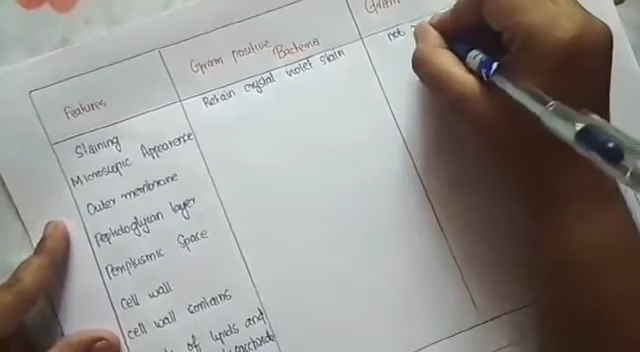 Features
Gram positive
Bacteria
Gram
Staining
Retain crystal violet stain
not
Microscopic Appearence
Outer membrane
Peptidoglycan layer
Periplasmic Space
Cell wall
cell wall contains
of lipids and